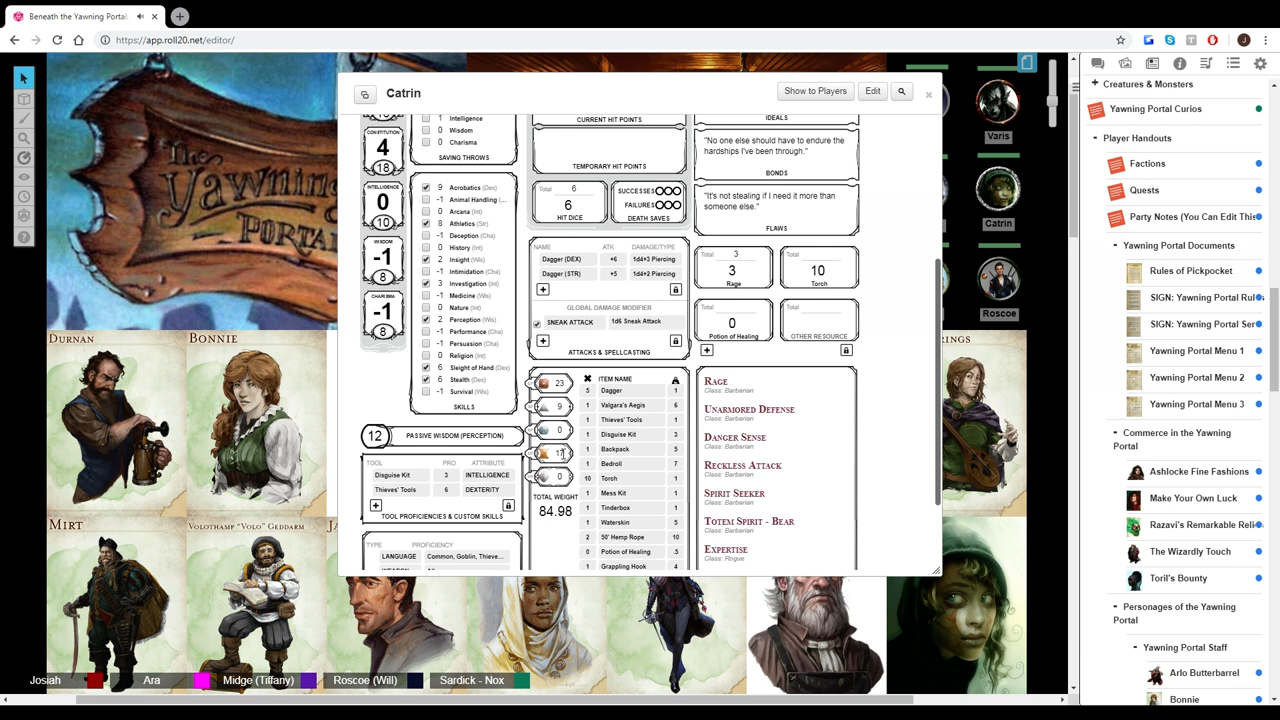 Beneath the Yawning Portal
https://app.roll20.net/editor/
Catrin
Show to Players
Edit
CONSTITUTION
4
18
INTELLIGENCE
0
10
WISDOM
-1
8
CHARISMA
-1
8
1 Intelligence
0 Wisdom
0 Charisma
SAVING THROWS
9 Acrobatics (Dex)
-1 Animal Handling (...
0 Arcana (Int)
8 Athletics (Str)
-1 Deception (Cha)
0 History (Int)
2 Insight (Wis)
-1 Intimidation (Cha)
3 Investigation (Int)
-1 Medicine (Wis)
0 Nature (Int)
2 Perception (Wis)
-1 Performance (Cha)
-1 Persuasion (Cha)
0 Religion (Int)
6 Sleight of Hand (Dex)
6 Stealth (Dex)
-1 Survival (Wis)
SKILLS
12 PASSIVE WISDOM (PERCEPTION)
TOOL PRO ATTRIBUTE
Disguise Kit 3 INTELLIGENCE
Thieves' Tools 6 DEXTERITY
TOOL PROFICIENCIES & CUSTOM SKILLS
TYPE PROFICIENCY
LANGUAGE Common, Goblin, Thieve...
CURRENT HIT POINTS
TEMPORARY HIT POINTS
Total 6
6
HIT DICE
SUCCESSES
FAILURES
DEATH SAVES
NAME ATK DAMAGE/TYPE
Dagger (DEX) +6 1d4+3 Piercing
Dagger (STR) +5 1d4+2 Piercing
GLOBAL DAMAGE MODIFIER
SNEAK ATTACK 1d6 Sneak Attack
ATTACKS & SPELLCASTING
23
9
0
0
TOTAL WEIGHT
84.98
ITEM NAME
5 Dagger 1
1 Valgara's Aegis 6
1 Thieves' Tools 1
1 Disguise Kit 3
1 Backpack 5
1 Bedroll 7
10 Torch 1
1 Mess Kit 1
1 Tinderbox 1
1 Waterskin 5
2 50' Hemp Rope 10
0 Potion of Healing .5
1 Grappling Hook 4
IDEALS
"No one else should have to endure the
hardships I've been through."
BONDS
"It's not stealing if I need it more than
someone else."
FLAWS
Total 3
3
Rage
Total
10
Torch
Total
0
Potion of Healing
Total
OTHER RESOURCE
RAGE
Class: Barbarian
UNARMORED DEFENSE
Class: Barbarian
DANGER SENSE
Class: Barbarian
RECKLESS ATTACK
Class: Barbarian
SPIRIT SEEKER
Class: Barbarian
TOTEM SPIRIT - BEAR
Class: Barbarian
EXPERTISE
Class: Rogue
The
Yaw
PORTAL
DURNAN
BONNIE
RINGS
MIRT
VOLOTHAMP "VOLO" GEDDARM
Varis
Catrin
Roscoe
Josiah
Ara
Midge (Tiffany)
Roscoe (Will)
Sardick - Nox
Creatures & Monsters
Yawning Portal Curios
Player Handouts
Factions
Quests
Party Notes (You Can Edit This
Yawning Portal Documents
Rules of Pickpocket
SIGN: Yawning Portal Rul
SIGN: Yawning Portal Ser
Yawning Portal Menu 1
Yawning Portal Menu 2
Yawning Portal Menu 3
Commerce in the Yawning
Portal
Ashlocke Fine Fashions
Make Your Own Luck
Razavi's Remarkable Reli
The Wizardly Touch
Toril's Bounty
Personages of the Yawning
Portal
Yawning Portal Staff
Arlo Butterbarrel
Bonnie